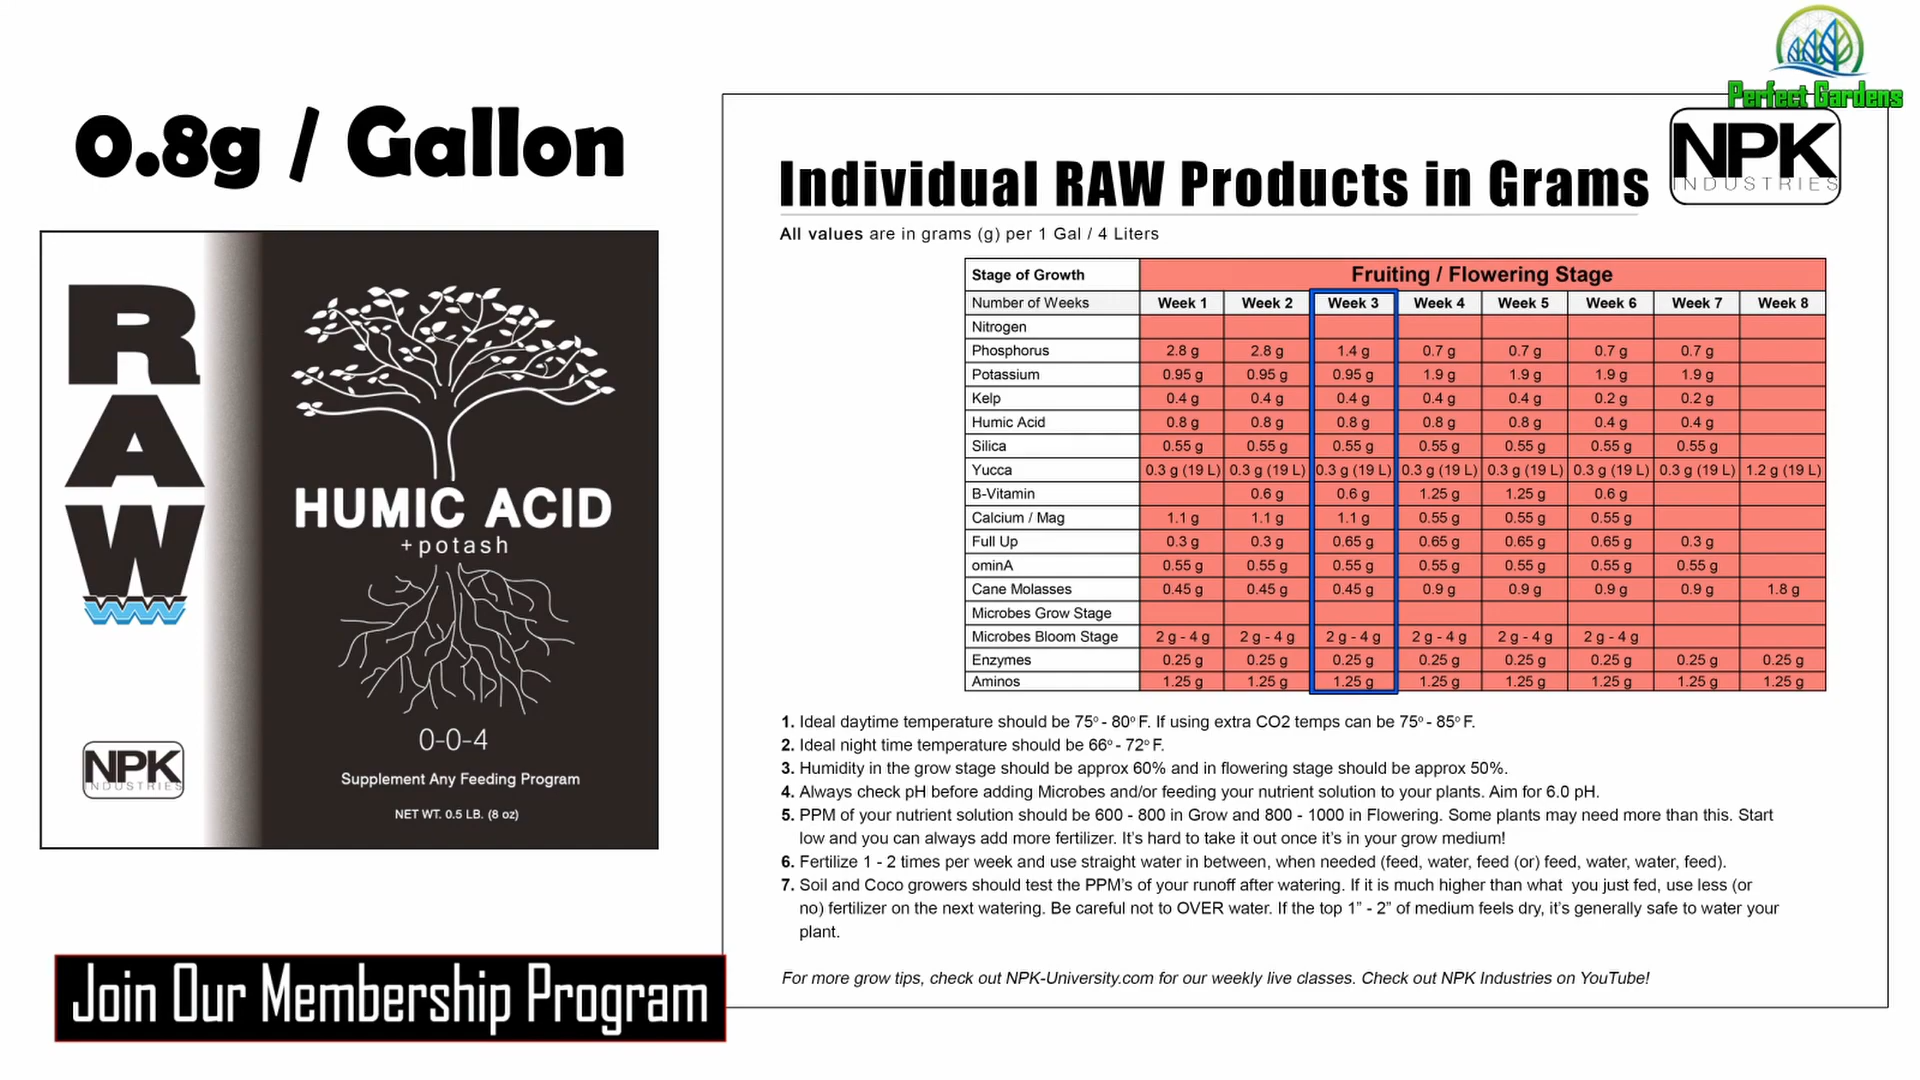 Perfect Gardens
0.8g / Gallon
RAW
HUMIC ACID
+potash
0-0-4
Supplement Any Feeding Program
NET WT. 0.5 LB. (8 oz)
NPK
INDUSTRIES
Join Our Membership Program
NPK
INDUSTRIES
Individual RAW Products in Grams
All values are in grams (g) per 1 Gal / 4 Liters
Stage of Growth Fruiting / Flowering Stage
Number of Weeks Week 1 Week 2 Week 3 Week 4 Week 5 Week 6 Week 7 Week 8
Nitrogen
Phosphorus 2.8 g 2.8 g 1.4 g 0.7 g 0.7 g 0.7 g 0.7 g
Potassium 0.95 g 0.95 g 0.95 g 1.9 g 1.9 g 1.9 g 1.9 g
Kelp 0.4 g 0.4 g 0.4 g 0.4 g 0.4 g 0.2 g 0.2 g
Humic Acid 0.8 g 0.8 g 0.8 g 0.8 g 0.8 g 0.4 g 0.4 g
Silica 0.55 g 0.55 g 0.55 g 0.55 g 0.55 g 0.55 g 0.55 g
Yucca 0.3 g (19 L) 0.3 g (19 L) 0.3 g (19 L) 0.3 g (19 L) 0.3 g (19 L) 0.3 g (19 L) 0.3 g (19 L) 1.2 g (19 L)
B-Vitamin 0.6 g 0.6 g 1.25 g 1.25 g 0.6 g
Calcium / Mag 1.1 g 1.1 g 1.1 g 0.55 g 0.55 g 0.55 g
Full Up 0.3 g 0.3 g 0.65 g 0.65 g 0.65 g 0.65 g 0.3 g
ominA 0.55 g 0.55 g 0.55 g 0.55 g 0.55 g 0.55 g 0.55 g
Cane Molasses 0.45 g 0.45 g 0.45 g 0.9 g 0.9 g 0.9 g 0.9 g 1.8 g
Microbes Grow Stage
Microbes Bloom Stage 2 g - 4 g 2 g - 4 g 2 g - 4 g 2 g - 4 g 2 g - 4 g 2 g - 4 g
Enzymes 0.25 g 0.25 g 0.25 g 0.25 g 0.25 g 0.25 g 0.25 g 0.25 g
Aminos 1.25 g 1.25 g 1.25 g 1.25 g 1.25 g 1.25 g 1.25 g 1.25 g
1. Ideal daytime temperature should be 75º - 80º F. If using extra CO2 temps can be 75º - 85º F.
2. Ideal night time temperature should be 66º - 72º F.
3. Humidity in the grow stage should be approx 60% and in flowering stage should be approx 50%.
4. Always check pH before adding Microbes and/or feeding your nutrient solution to your plants. Aim for 6.0 pH.
5. PPM of your nutrient solution should be 600 - 800 in Grow and 800 - 1000 in Flowering. Some plants may need more than this. Start
low and you can always add more fertilizer. It’s hard to take it out once it’s in your grow medium!
6. Fertilize 1 - 2 times per week and use straight water in between, when needed (feed, water, feed (or) feed, water, water, feed).
7. Soil and Coco growers should test the PPM’s of your runoff after watering. If it is much higher than what you just fed, use less (or
no) fertilizer on the next watering. Be careful not to OVER water. If the top 1” - 2” of medium feels dry, it’s generally safe to water your
plant.
For more grow tips, check out NPK-University.com for our weekly live classes. Check out NPK Industries on YouTube!